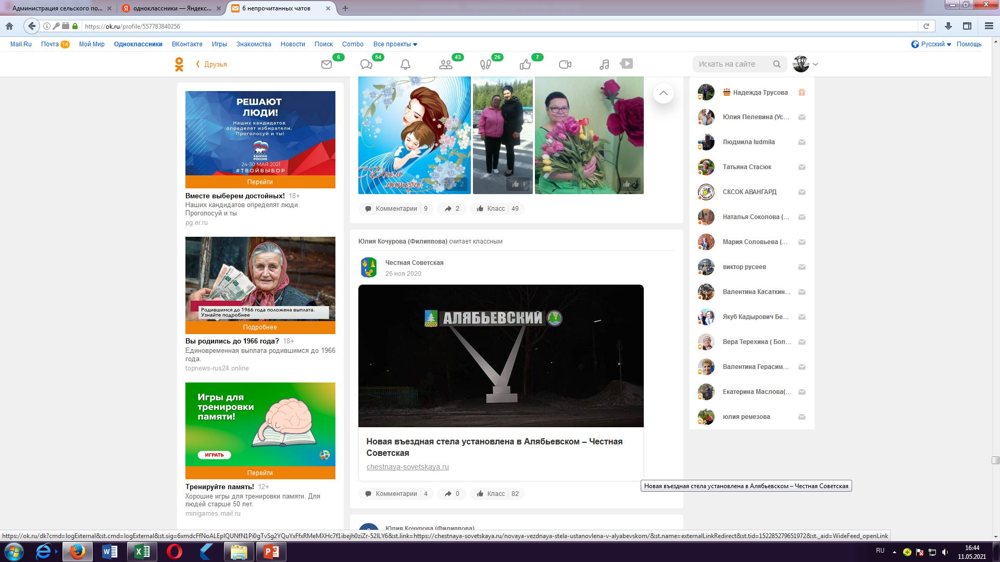 Администрация сельского по...
одноклассники — Яндекс...
6 непрочитанных чатов
https://ok.ru/profile/557783840256
Mail.Ru
Почта 14
Мой Мир
Одноклассники
ВКонтакте
Игры
Знакомства
Новости
Поиск
Combo
Все проекты
Русский
Помощь
Друзья
6
54
43
26
7
Искать на сайте
РЕШАЮТ
ЛЮДИ!
Наших кандидатов
определят избиратели.
Проголосуй и ты!
ЕДИНАЯ
РОССИЯ
24-30 МАЯ 2021
#ТВОЙВЫБОР
Перейти
Вместе выберем достойных! 18+
Наших кандидатов определят люди.
Проголосуй и ты
pg.er.ru
Родившимся до 1966 года положена выплата.
Узнайте подробнее
Подробнее
Вы родились до 1966 года? 18+
Единовременная выплата родившимся до 1966
года.
topnews-rus24.online
Игры для
тренировки
памяти!
ИГРАТЬ
Перейти
Тренируйте память! 12+
Хорошие игры для тренировки памяти. Для
людей старше 50 лет.
minigames.mail.ru
С Днем
матери!
2
1
2
Комментарии 9
2
Класс 49
Юлия Кочурова (Филиппова) считает классным
Честная Советская
26 ноя 2020
АЛЯБЬЕВСКИЙ
Новая въездная стела установлена в Алябьевском – Честная
Советская
chestnaya-sovetskaya.ru
Комментарии 4
0
Класс 82
Юлия Кочурова (Филиппова)
Надежда Трусова
Юлия Пелевина (Ус...
Людмила ludmila
Татьяна Стасюк
СКСОК АВАНГАРД
Наталья Соколова (...
Мария Соловьева (...
виктор русеев
Валентина Касаткин...
Якуб Кадырович Бе...
Вера Терехина ( Бол...
Валентина Герасим...
Екатерина Маслова(...
юлия ремезова
Новая въездная стела установлена в Алябьевском – Честная Советская
https://ok.ru/dk?cmd=logExternal&st.cmd=logExternal&st.sig=6xmdcFfNoALEpIQUNfN1Pi0gTvSg2YQuYxFfxRMeMXHc7f1ibejh0ziZr-52ILY6&st.link=https://chestnaya-sovetskaya.ru/novaya-vezdnaya-stela-ustanovlena-v-alyabevskom/&st.name=externalLinkRedirect&st.tid=152285279651972&st._aid=WideFeed_openLink
RU
16:44
11.05.2021